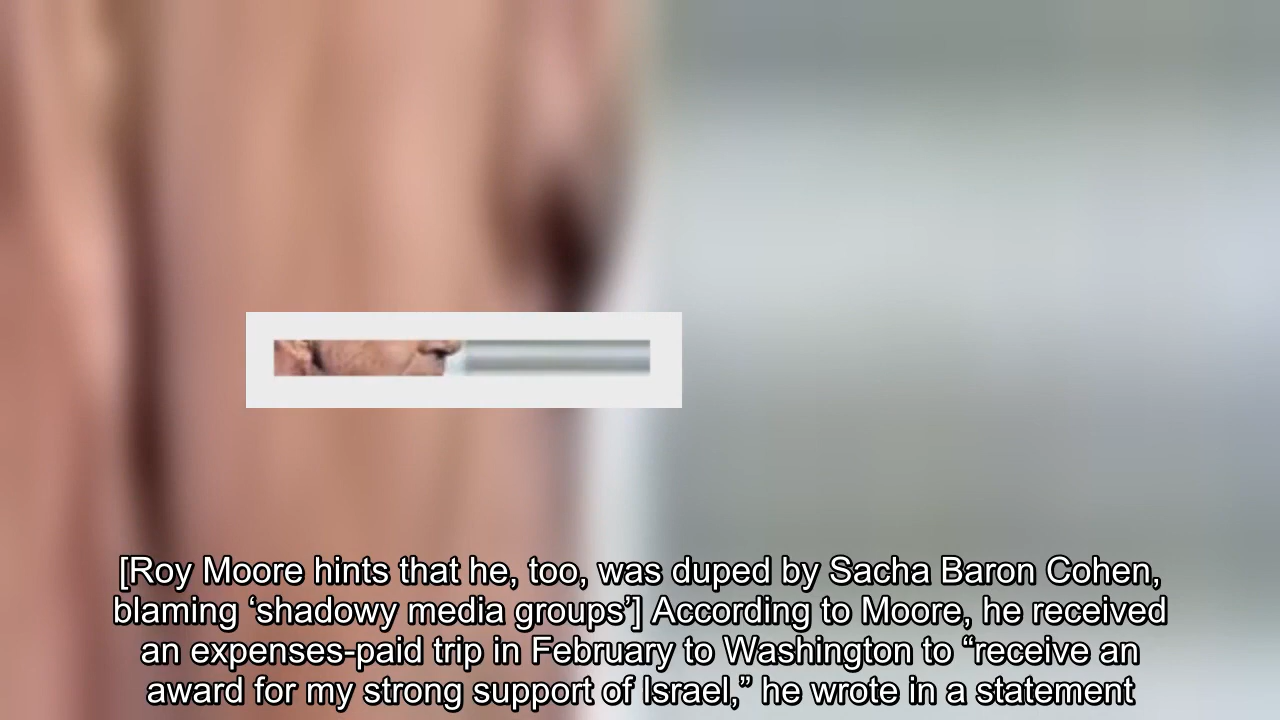 [Roy Moore hints that he, too, was duped by Sacha Baron Cohen,
blaming ‘shadowy media groups’] According to Moore, he received
an expenses-paid trip in February to Washington to “receive an
award for my strong support of Israel,” he wrote in a statement